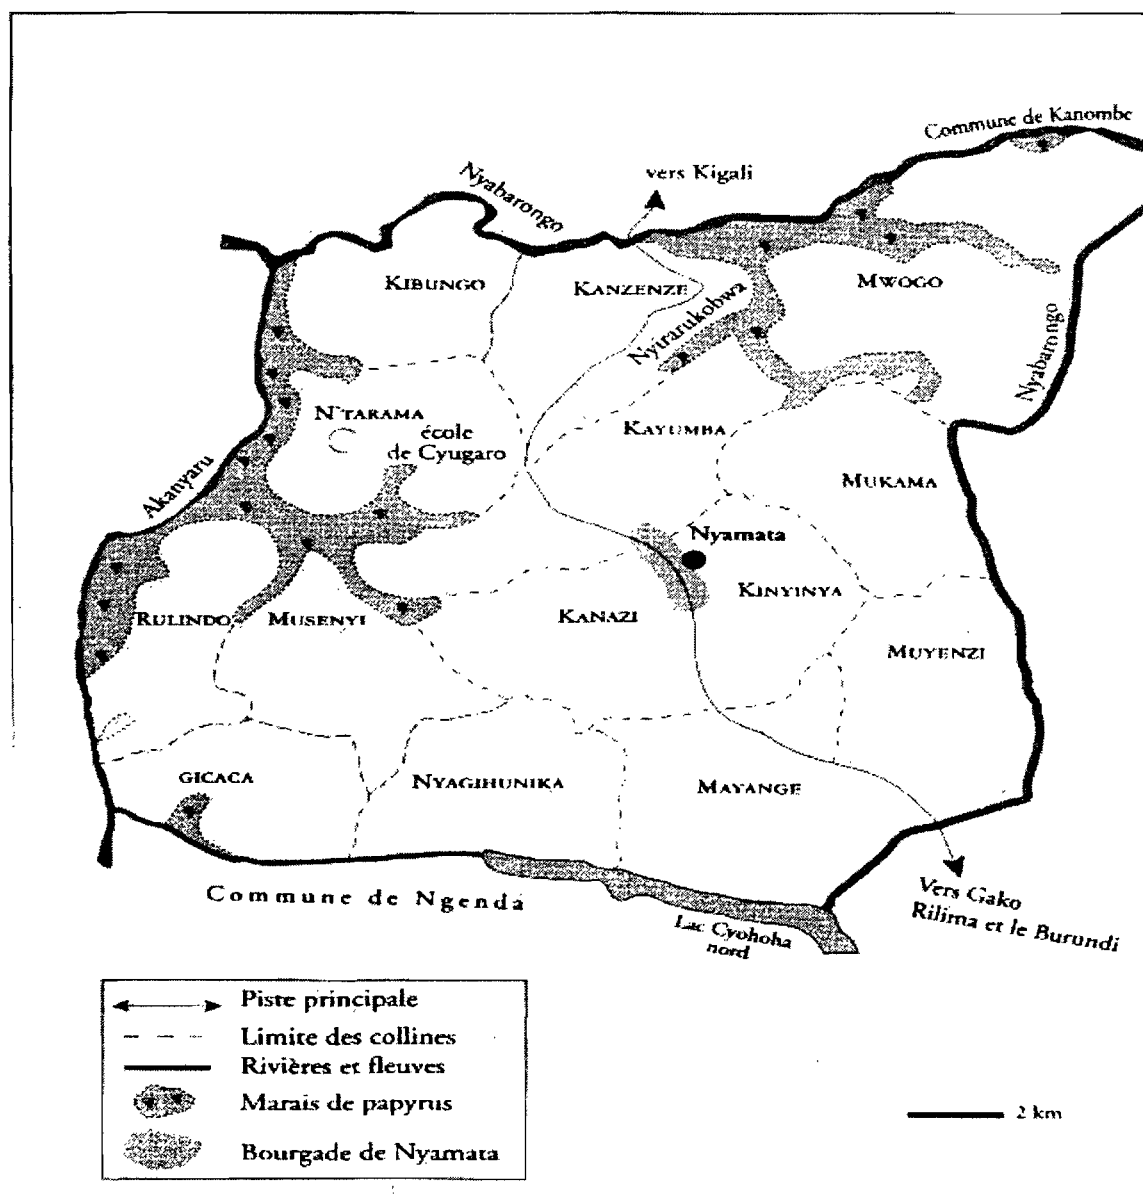 Commune de Kanombe
vers Kigali
Nyabarongo
KIBUNGO
KANZENZE
MWOGO
Nyirarukobwa
Nyabarongo
N'TARAMA
école
de Cyugaro
KAYUMBA
Akanyaru
MUKAMA
Nyamata
RULINDO
MUSENYI
KANAZI
KINYINYA
MUYENZI
GICACA
NYAGIHUNIKA
MAYANGE
Commune de Ngenda
Lac Cyohoha
nord
Vers Gako
Rilima et le Burundi
Piste principale
Limite des collines
Rivières et fleuves
Marais de papyrus
Bourgade de Nyamata
2 km